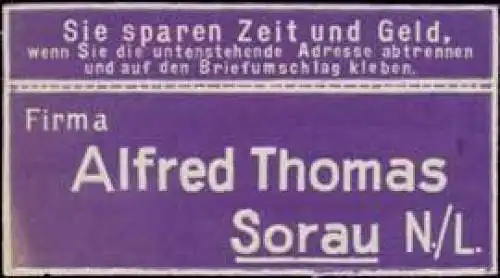 Sie sparen Zeit und Geld,
wenn Sie die untenstehende Adresse abtrennen
und auf den Briefumschlag kleben.
Firma
Alfred Thomas
Sorau N./L.